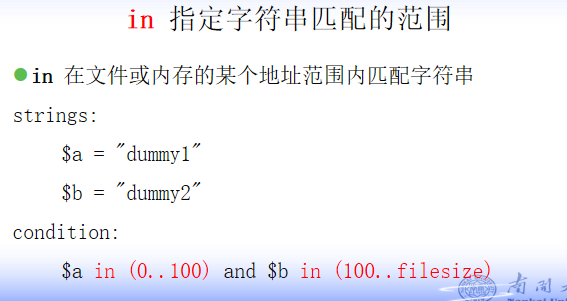 in 指定字符串匹配的范围
in 在文件或内存的某个地址范围内匹配字符串
strings:
$a = "dummy1"
$b = "dummy2"
condition:
$a in (0..100) and $b in (100..filesize)
南开